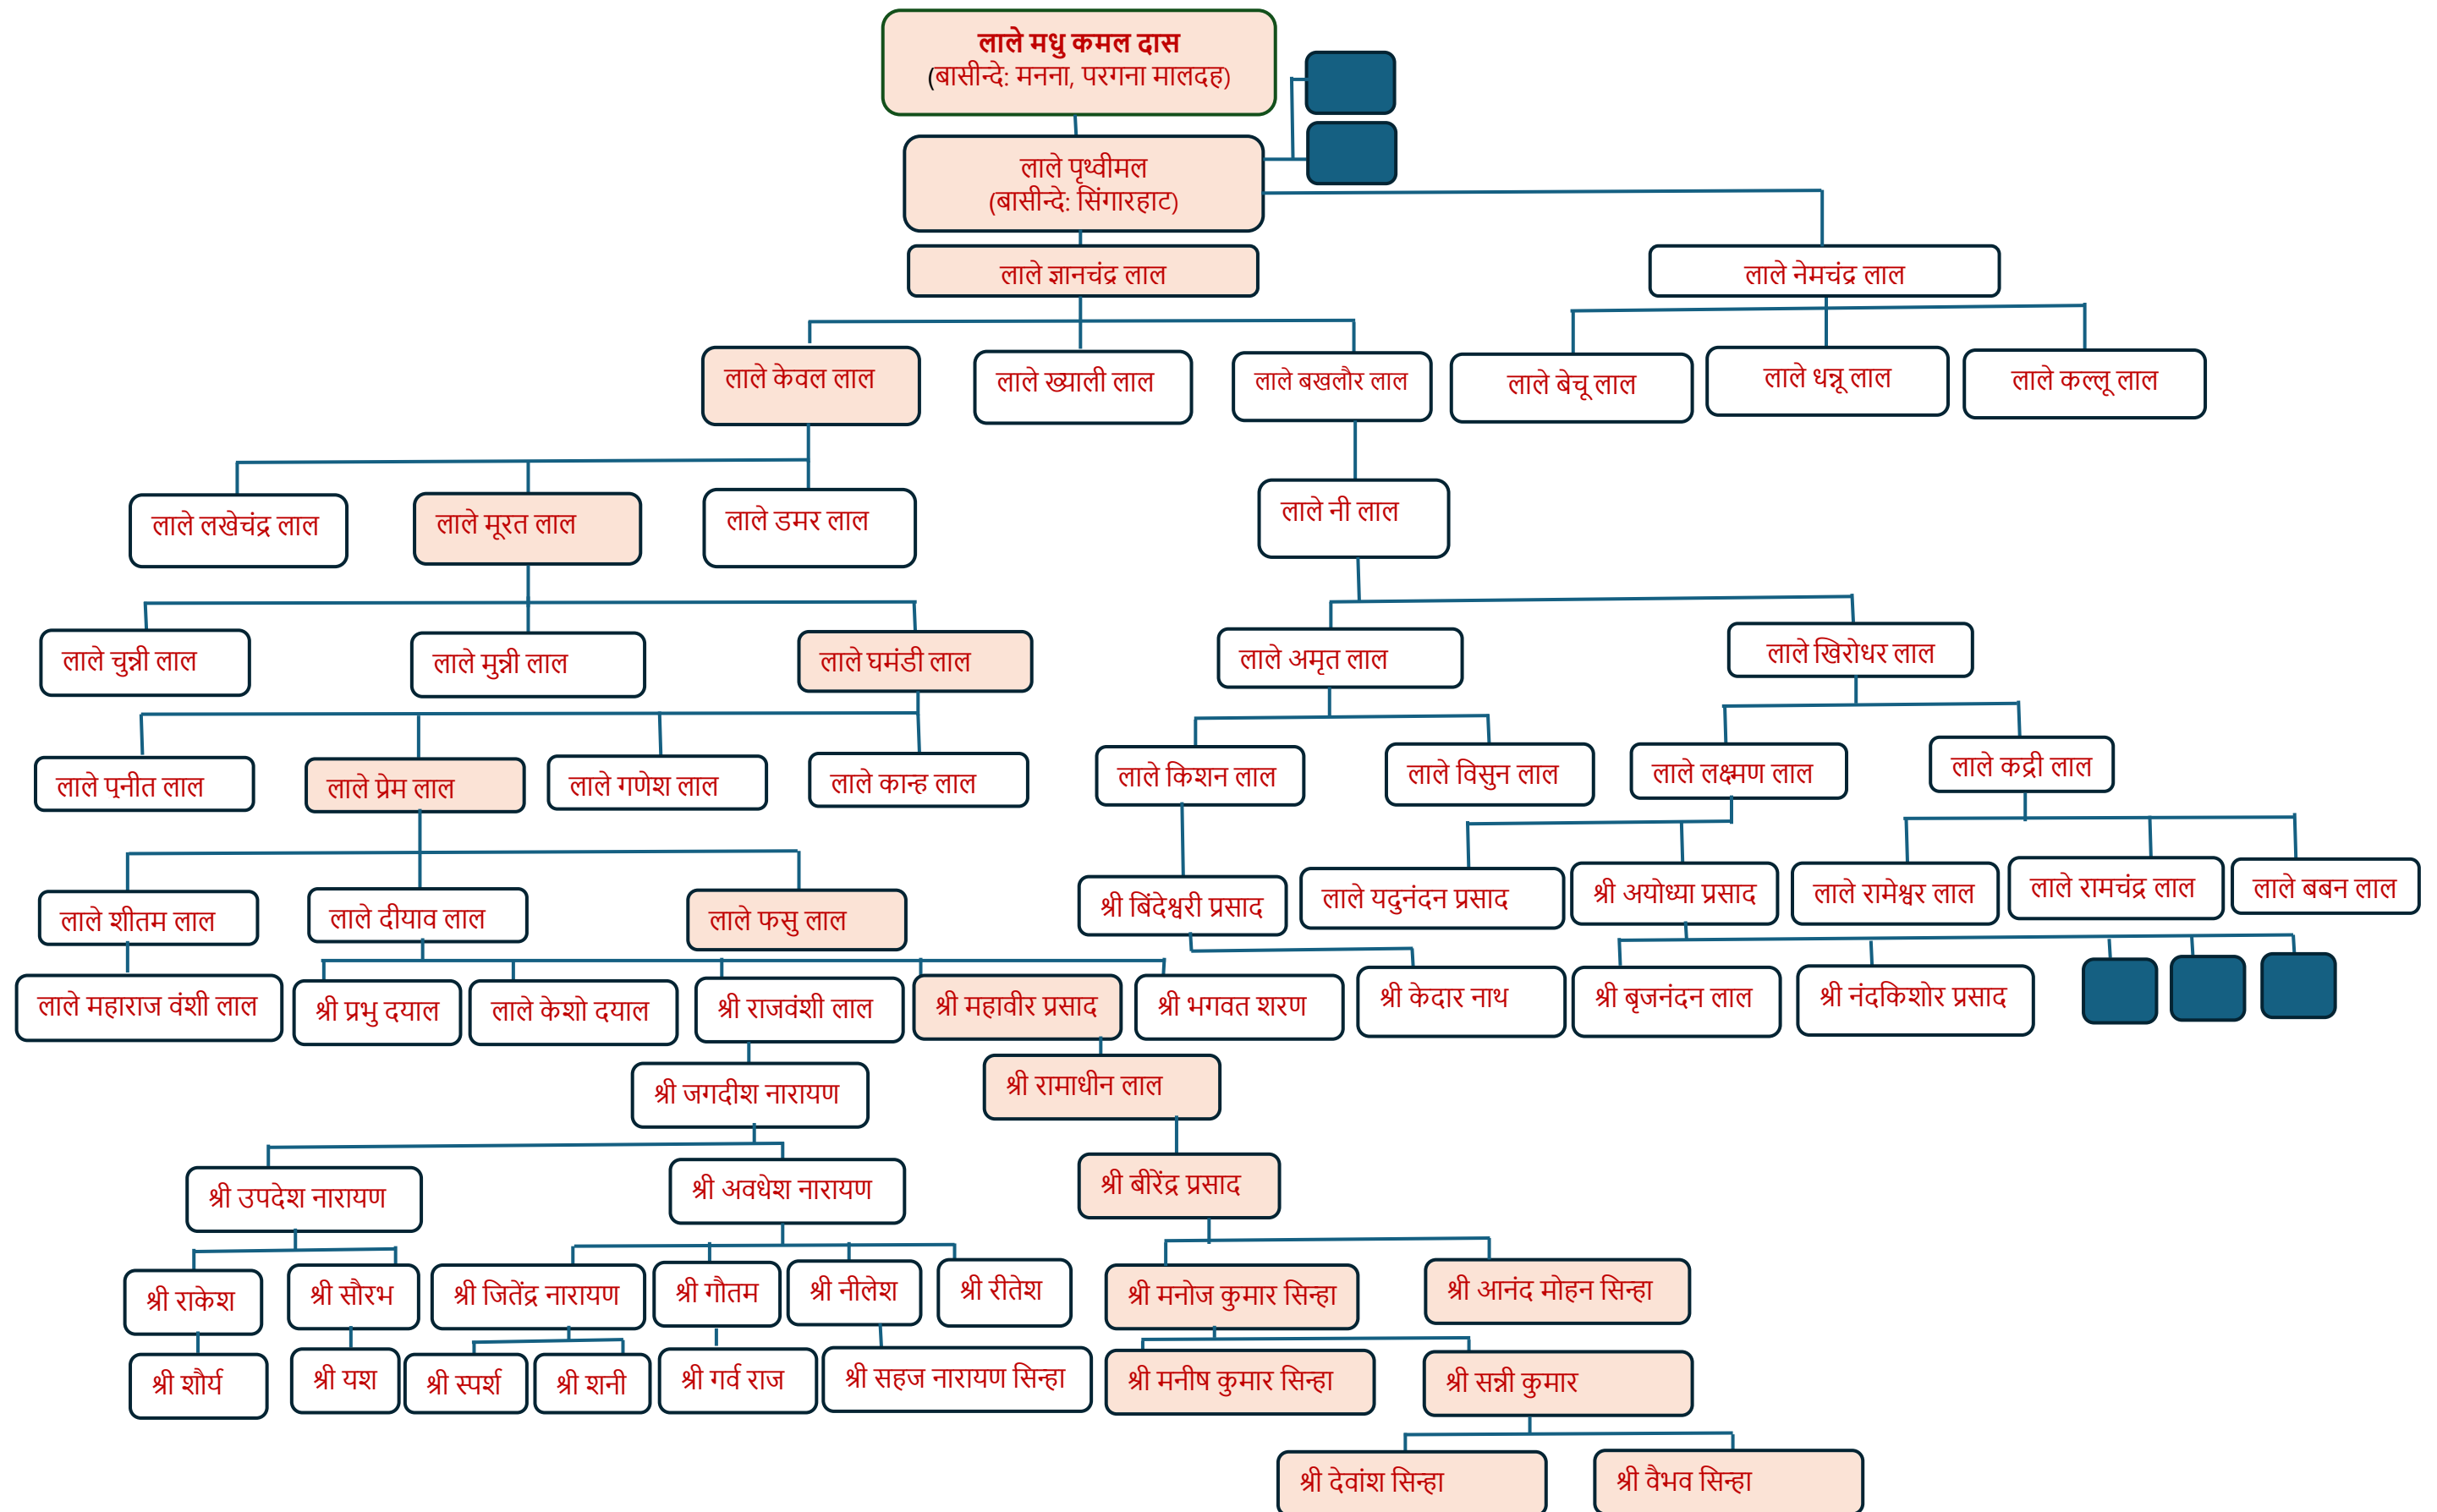 लाले मधु कमल दास
(बासीन्दे: मनना, परगना मालदह)
लाले पृथ्वीमल
(बासीन्दे: सिंगारहाट)
लाले ज्ञानचंद्र लाल
लाले नेमचंद्र लाल
लाले केवल लाल
लाले ख्याली लाल
लाले बखलौर लाल
लाले बेचू लाल
लाले धन्नू लाल
लाले कल्लू लाल
लाले लखेचंद्र लाल
लाले मूरत लाल
लाले डमर लाल
लाले नी लाल
लाले चुन्नी लाल
लाले मुन्नी लाल
लाले घमंडी लाल
लाले अमृत लाल
लाले खिरोधर लाल
लाले पुनीत लाल
लाले प्रेम लाल
लाले गणेश लाल
लाले कान्ह लाल
लाले किशन लाल
लाले विसुन लाल
लाले लक्ष्मण लाल
लाले कद्री लाल
लाले शीतम लाल
लाले दीयाव लाल
लाले फसु लाल
श्री बिंदेश्वरी प्रसाद
लाले यदुनंदन प्रसाद
श्री अयोध्या प्रसाद
लाले रामेश्वर लाल
लाले रामचंद्र लाल
लाले बबन लाल
लाले महाराज वंशी लाल
श्री प्रभु दयाल
लाले केशो दयाल
श्री राजवंशी लाल
श्री महावीर प्रसाद
श्री भगवत शरण
श्री केदार नाथ
श्री बृजनंदन लाल
श्री नंदकिशोर प्रसाद
श्री जगदीश नारायण
श्री रामाधीन लाल
श्री उपदेश नारायण
श्री अवधेश नारायण
श्री बीरेंद्र प्रसाद
श्री राकेश
श्री सौरभ
श्री जितेंद्र नारायण
श्री गौतम
श्री नीलेश
श्री रीतेश
श्री मनोज कुमार सिन्हा
श्री आनंद मोहन सिन्हा
श्री शौर्य
श्री यश
श्री स्पर्श
श्री शनी
श्री गर्व राज
श्री सहज नारायण सिन्हा
श्री मनीष कुमार सिन्हा
श्री सन्नी कुमार
श्री देवांश सिन्हा
श्री वैभव सिन्हा